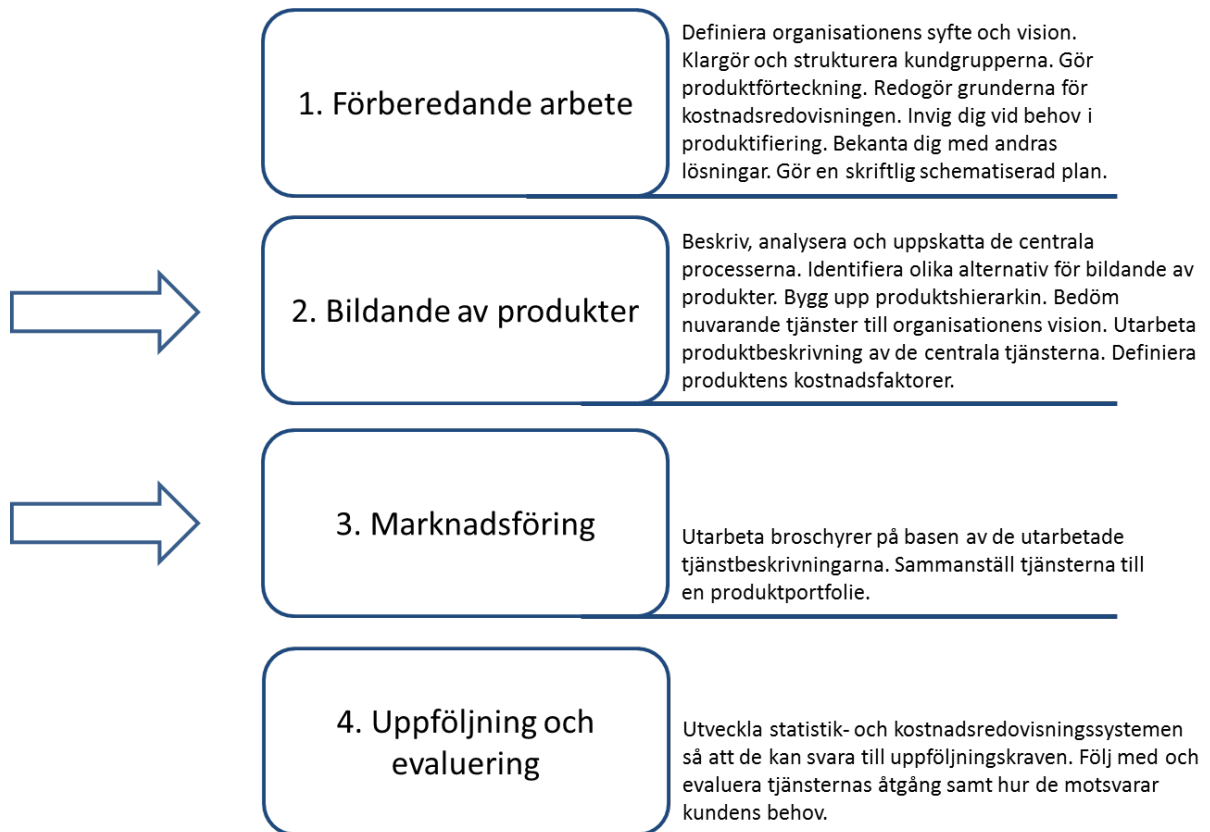 1. Förberedande arbete
Definiera organisationens syfte och vision.
Klargör och strukturera kundgrupperna. Gör
produktförteckning. Redogör grunderna för
kostnadsredovisningen. Invig dig vid behov i
produktifiering. Bekanta dig med andras
lösningar. Gör en skriftlig schematiserad plan.
2. Bildande av produkter
Beskriv, analysera och uppskatta de centrala
processerna. Identifiera olika alternativ för bildande av
produkter. Bygg upp produktshierarkin. Bedöm
nuvarande tjänster till organisationens vision. Utarbeta
produktbeskrivning av de centrala tjänsterna. Definiera
produktens kostnadsfaktorer.
3. Marknadsföring
Utarbeta broschyrer på basen av de utarbetade
tjänstbeskrivningarna. Sammanställ tjänsterna till
en produktportfolie.
4. Uppföljning och
evaluering
Utveckla statistik- och kostnadsredovisningssystemen
så att de kan svara till uppföljningskraven. Följ med och
evaluera tjänsternas åtgång samt hur de motsvarar
kundens behov.